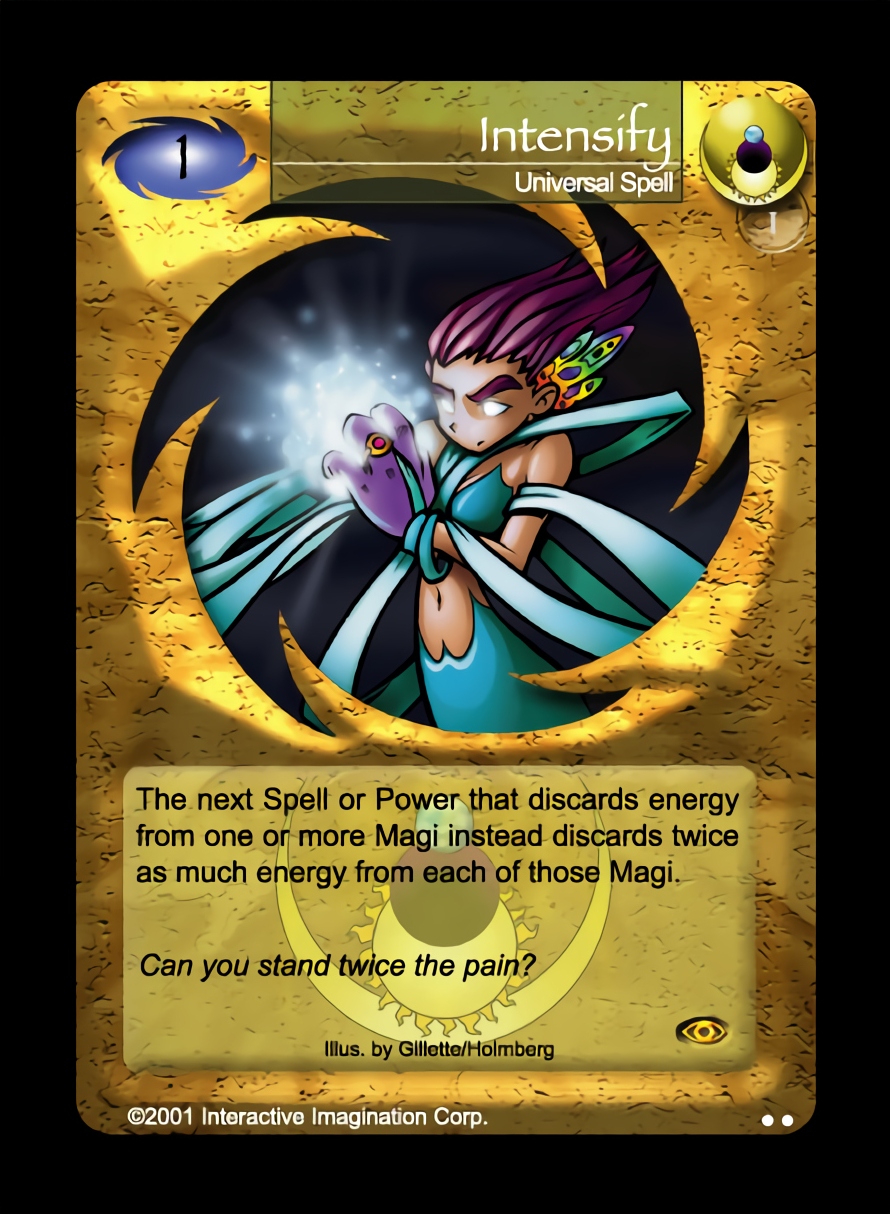 1
Intensify
Universal Spell
I
The next Spell or Power that discards energy
from one or more Magi instead discards twice
as much energy from each of those Magi.
Can you stand twice the pain?
Illus. by Gillette/Holmberg
©2001 Interactive Imagination Corp.